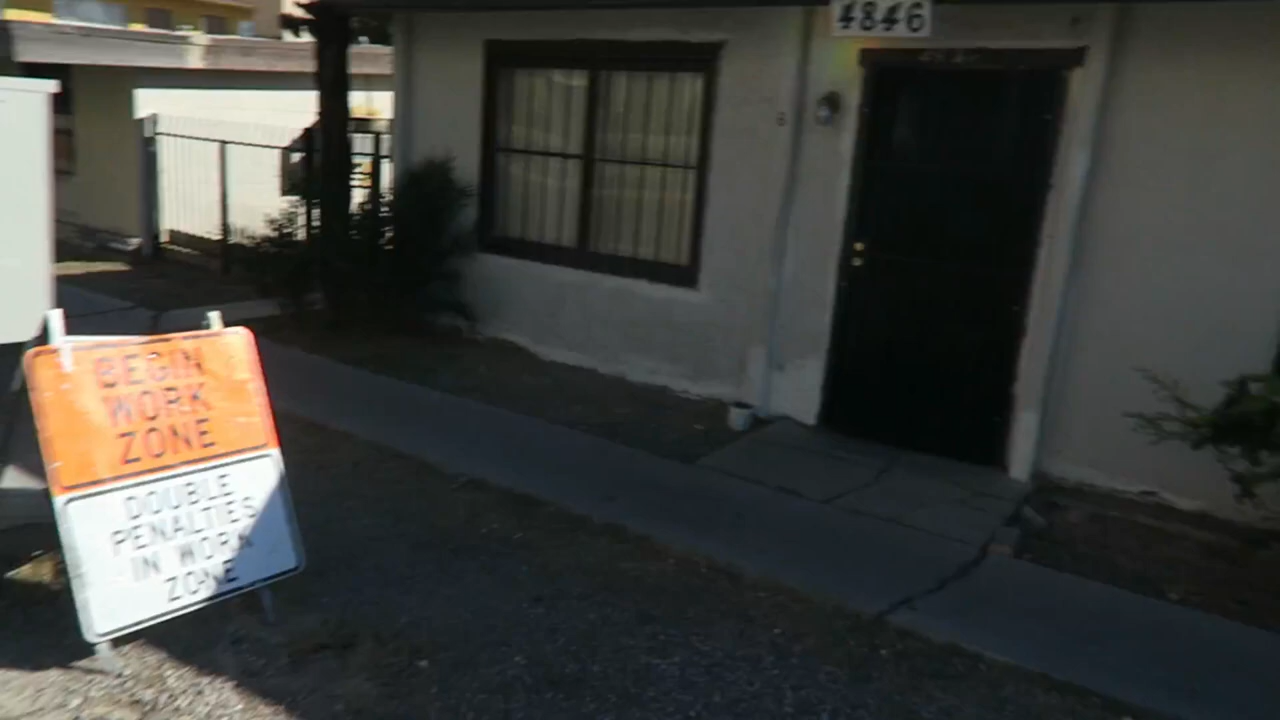 4846
BEGIN
WORK
ZONE
DOUBLE
PENALTIES
IN WORK
ZONE